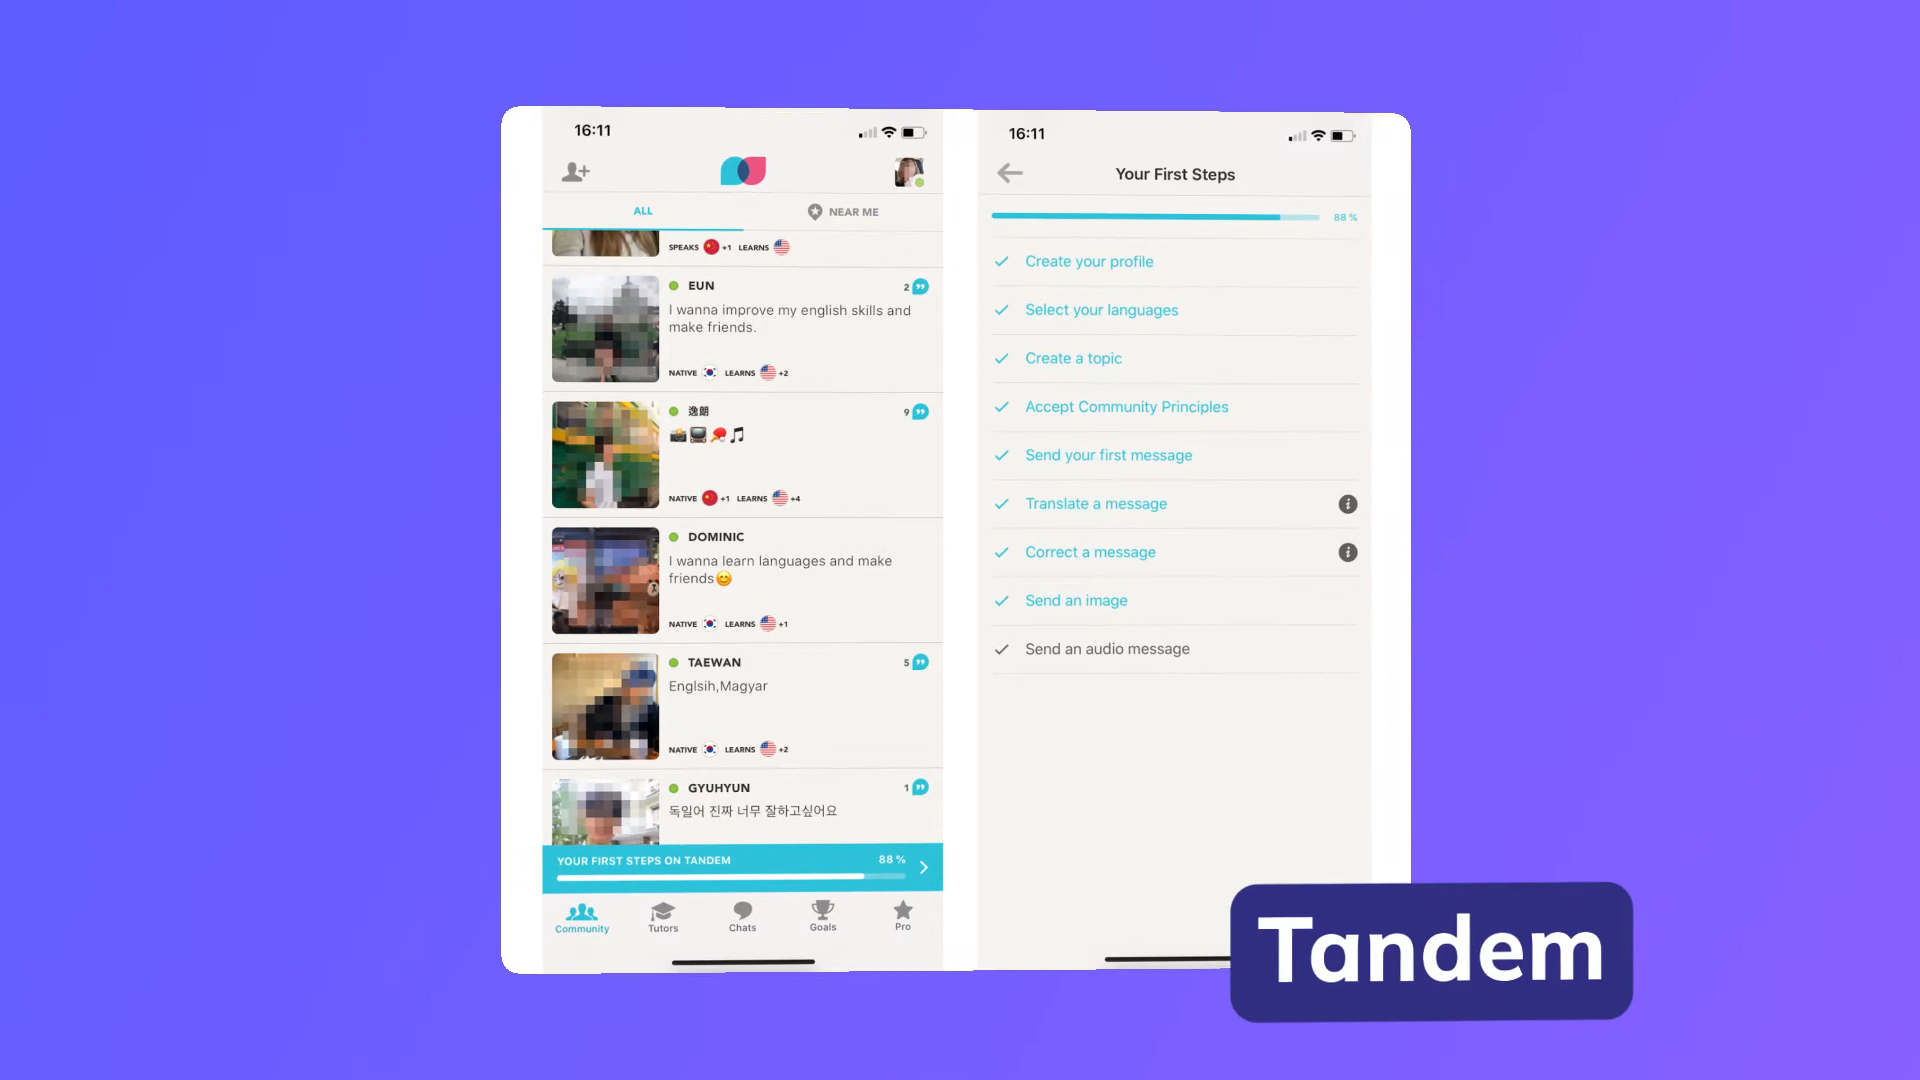 16:11
ALL
NEAR ME
SPEAKS +1 LEARNS
EUN
2
I wanna improve my english skills and
make friends.
NATIVE LEARNS +2
逸朗
9
NATIVE +1 LEARNS +4
DOMINIC
I wanna learn languages and make
friends😊
NATIVE LEARNS +1
TAEWAN
5
Englsih,Magyar
NATIVE LEARNS +2
GYUHYUN
1
독일어 진짜 너무 잘하고싶어요
YOUR FIRST STEPS ON TANDEM
88 %
Community
Tutors
Chats
Goals
Pro
16:11
Your First Steps
88 %
Create your profile
Select your languages
Create a topic
Accept Community Principles
Send your first message
Translate a message
Correct a message
Send an image
Send an audio message
Tandem